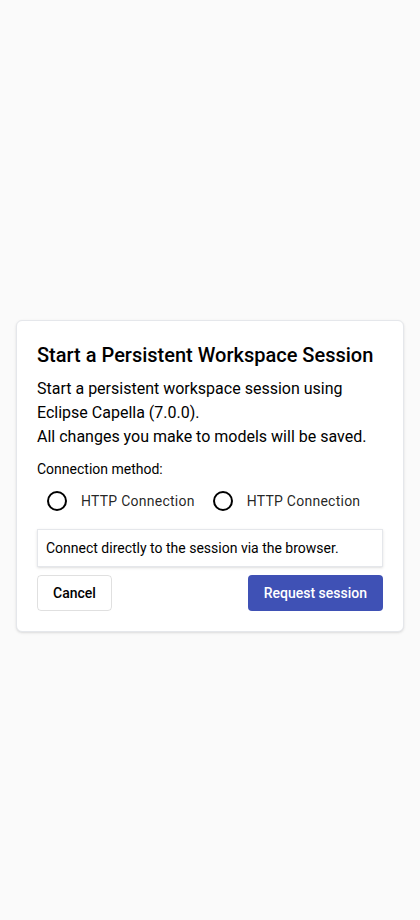 Start a Persistent Workspace Session
Start a persistent workspace session using
Eclipse Capella (7.0.0).
All changes you make to models will be saved.
Connection method:
HTTP Connection HTTP Connection
Connect directly to the session via the browser.
Cancel Request session